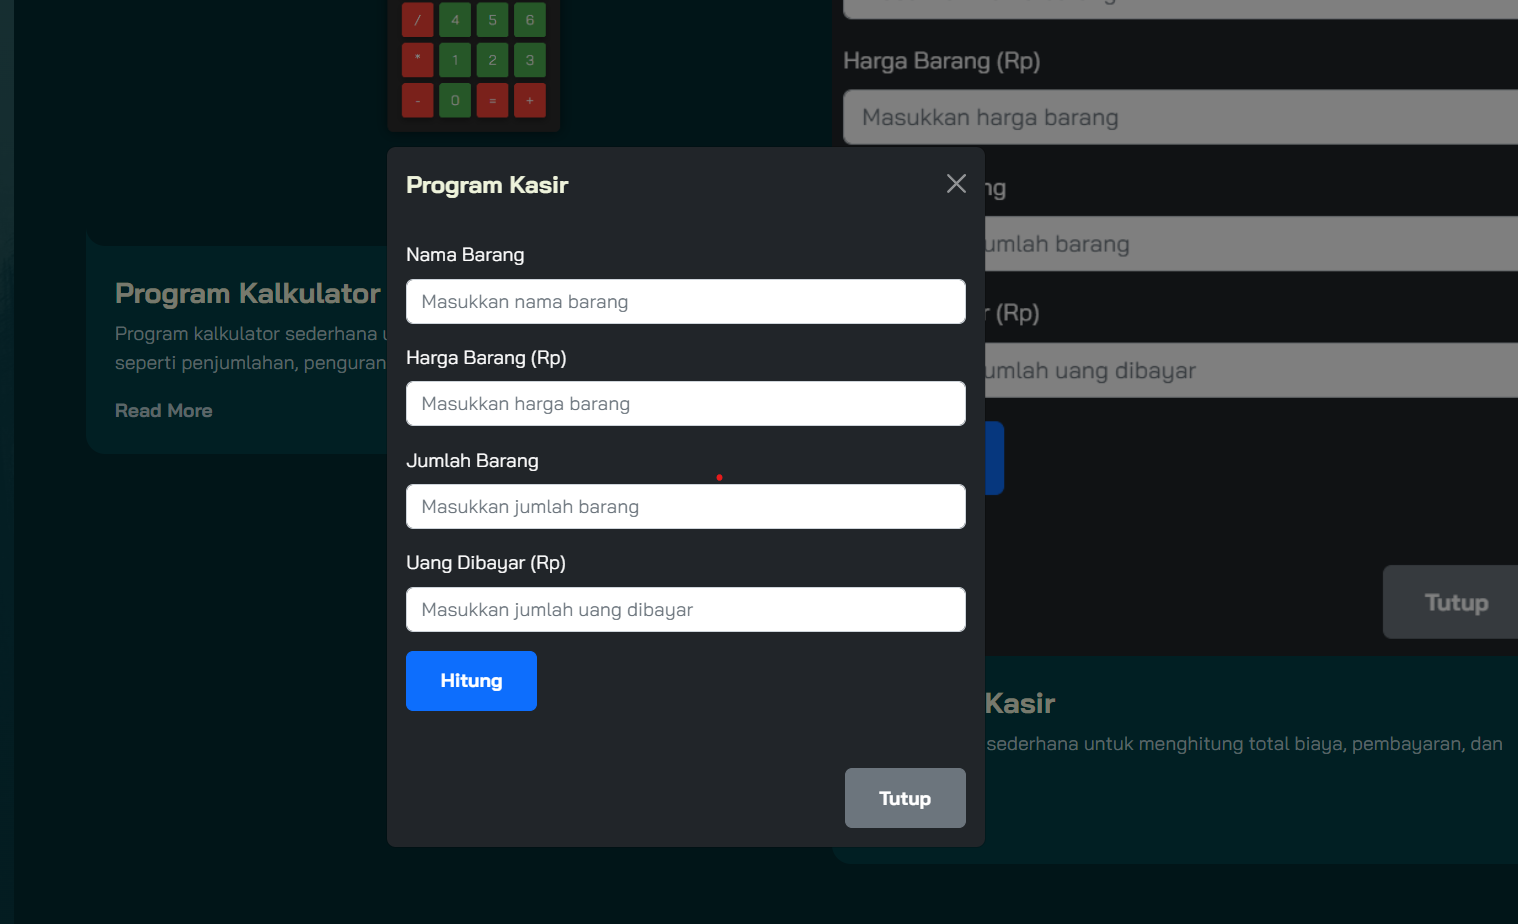 / 4 5 6
* 1 2 3
- 0 = +
Program Kalkulator
Program kalkulator sederhana
seperti penjumlahan, penguran
Read More
Program Kasir
Nama Barang
Masukkan nama barang
Harga Barang (Rp)
Masukkan harga barang
Jumlah Barang
Masukkan jumlah barang
Uang Dibayar (Rp)
Masukkan jumlah uang dibayar
Hitung
Tutup
Harga Barang (Rp)
Masukkan harga barang
ng
umlah barang
r (Rp)
umlah uang dibayar
Tutup
Kasir
sederhana untuk menghitung total biaya, pembayaran, dan